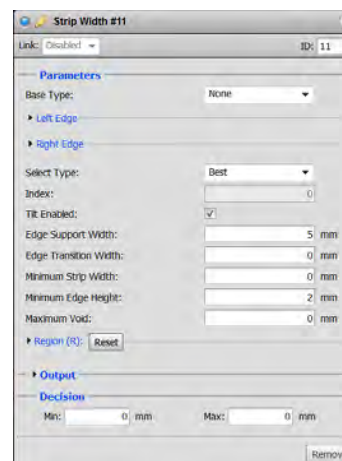 Strip Width #11
Link: Disabled ID: 11
Parameters
Base Type: None
Left Edge
Right Edge
Select Type: Best
Index: 0
Tilt Enabled:
Edge Support Width: 5 mm
Edge Transition Width: 0 mm
Minimum Strip Width: 0 mm
Minimum Edge Height: 2 mm
Maximum Void: 0 mm
Region (R): Reset
Output
Decision
Min: 0 mm Max: 0 mm
Remov